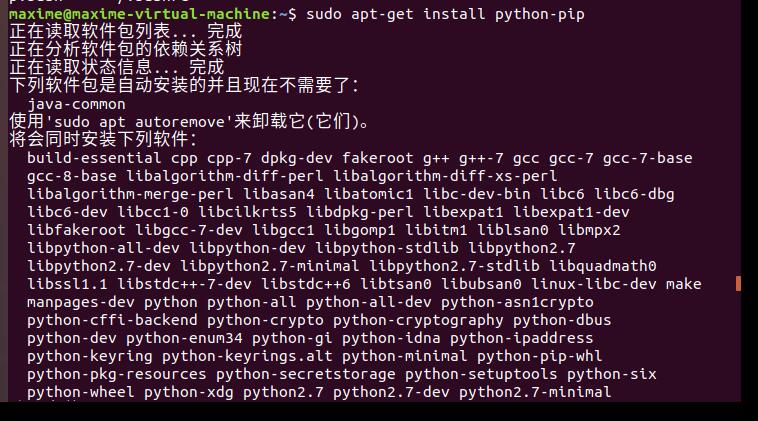 maxime@maxime-virtual-machine:~$ sudo apt-get install python-pip
正在读取软件包列表... 完成
正在分析软件包的依赖关系树
正在读取状态信息... 完成
下列软件包是自动安装的并且现在不需要了：
java-common
使用'sudo apt autoremove'来卸载它(它们)。
将会同时安装下列软件：
build-essential cpp cpp-7 dpkg-dev fakeroot g++ g++-7 gcc gcc-7 gcc-7-base
gcc-8-base libalgorithm-diff-perl libalgorithm-diff-xs-perl
libalgorithm-merge-perl libasan4 libatomic1 libc-dev-bin libc6 libc6-dbg
libc6-dev libcc1-0 libcilkrts5 libdpkg-perl libexpat1 libexpat1-dev
libfakeroot libgcc-7-dev libgcc1 libgomp1 libitm1 liblsan0 libmpx2
libpython-all-dev libpython-dev libpython-stdlib libpython2.7
libpython2.7-dev libpython2.7-minimal libpython2.7-stdlib libquadmath0
libssl1.1 libstdc++-7-dev libstdc++6 libtsan0 libubsan0 linux-libc-dev make
manpages-dev python python-all python-all-dev python-asn1crypto
python-cffi-backend python-crypto python-cryptography python-dbus
python-dev python-enum34 python-gi python-idna python-ipaddress
python-keyring python-keyrings.alt python-minimal python-pip-whl
python-pkg-resources python-secretstorage python-setuptools python-six
python-wheel python-xdg python2.7 python2.7-dev python2.7-minimal